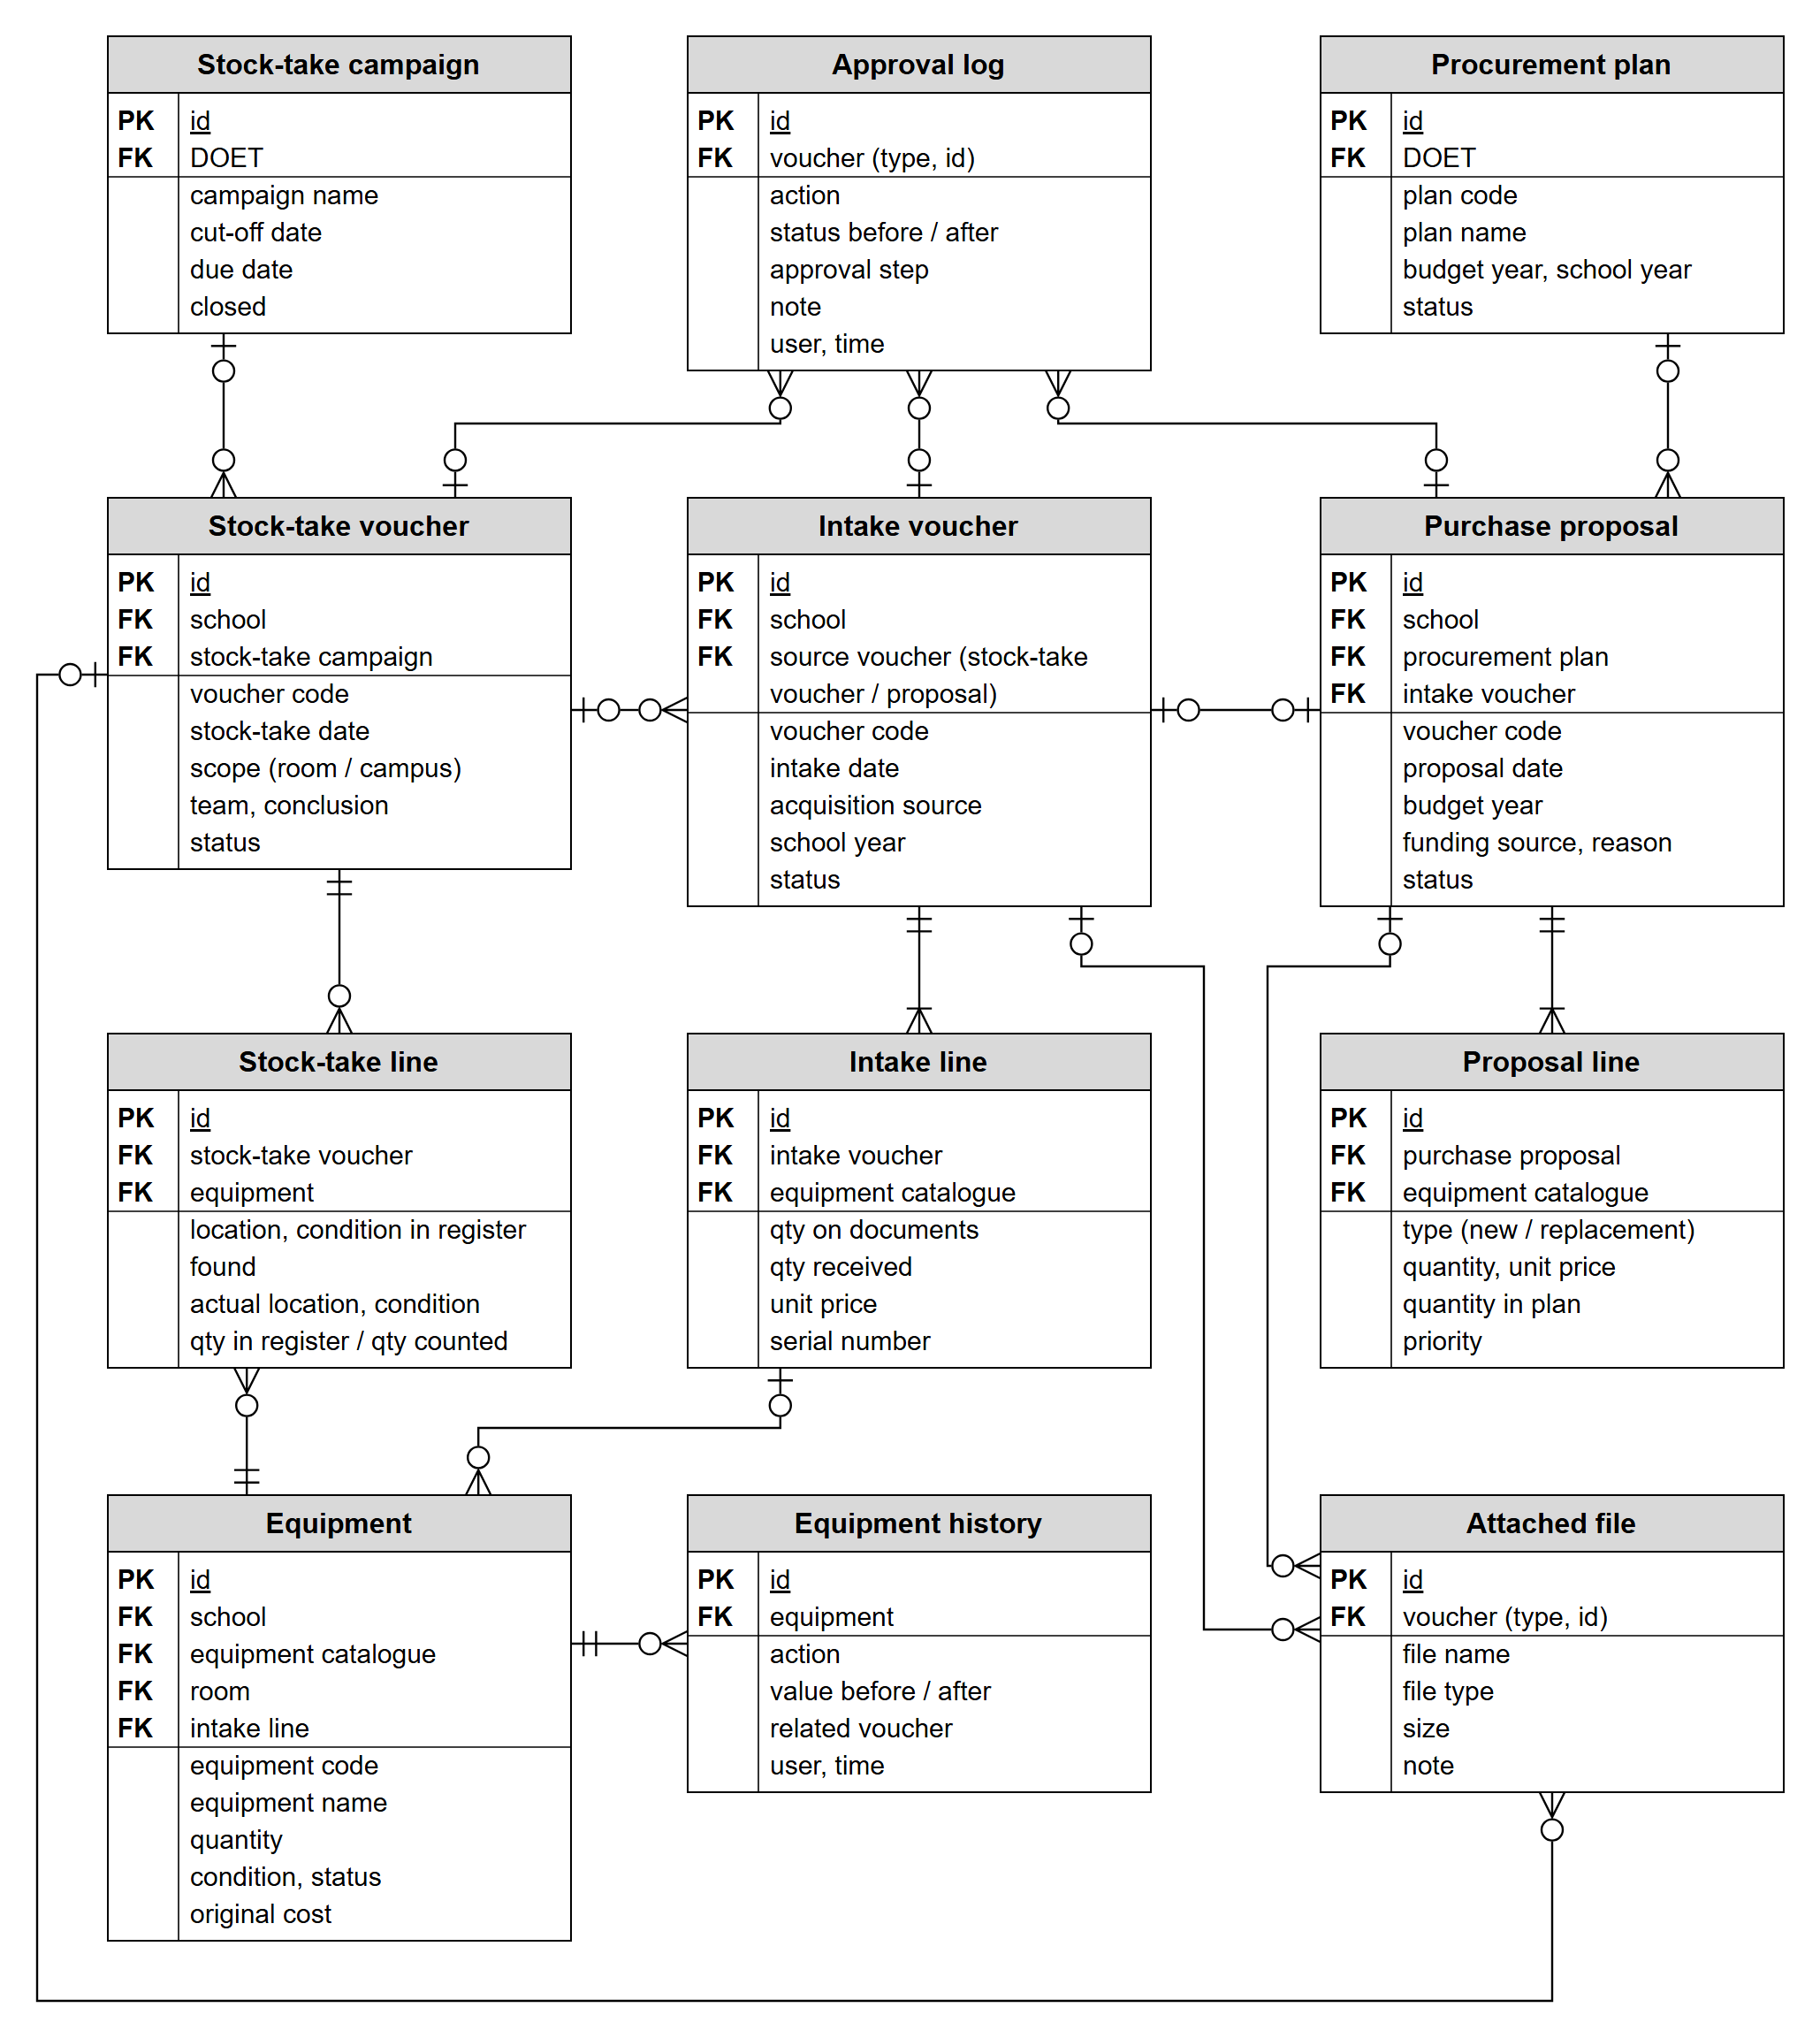 Stock-take campaign
PK id
FK DOET
campaign name
cut-off date
due date
closed
Approval log
PK id
FK voucher (type, id)
action
status before / after
approval step
note
user, time
Procurement plan
PK id
FK DOET
plan code
plan name
budget year, school year
status
Stock-take voucher
PK id
FK school
FK stock-take campaign
voucher code
stock-take date
scope (room / campus)
team, conclusion
status
Intake voucher
PK id
FK school
FK source voucher (stock-take
voucher / proposal)
voucher code
intake date
acquisition source
school year
status
Purchase proposal
PK id
FK school
FK procurement plan
FK intake voucher
voucher code
proposal date
budget year
funding source, reason
status
Stock-take line
PK id
FK stock-take voucher
FK equipment
location, condition in register
found
actual location, condition
qty in register / qty counted
Intake line
PK id
FK intake voucher
FK equipment catalogue
qty on documents
qty received
unit price
serial number
Proposal line
PK id
FK purchase proposal
FK equipment catalogue
type (new / replacement)
quantity, unit price
quantity in plan
priority
Equipment
PK id
FK school
FK equipment catalogue
FK room
FK intake line
equipment code
equipment name
quantity
condition, status
original cost
Equipment history
PK id
FK equipment
action
value before / after
related voucher
user, time
Attached file
PK id
FK voucher (type, id)
file name
file type
size
note